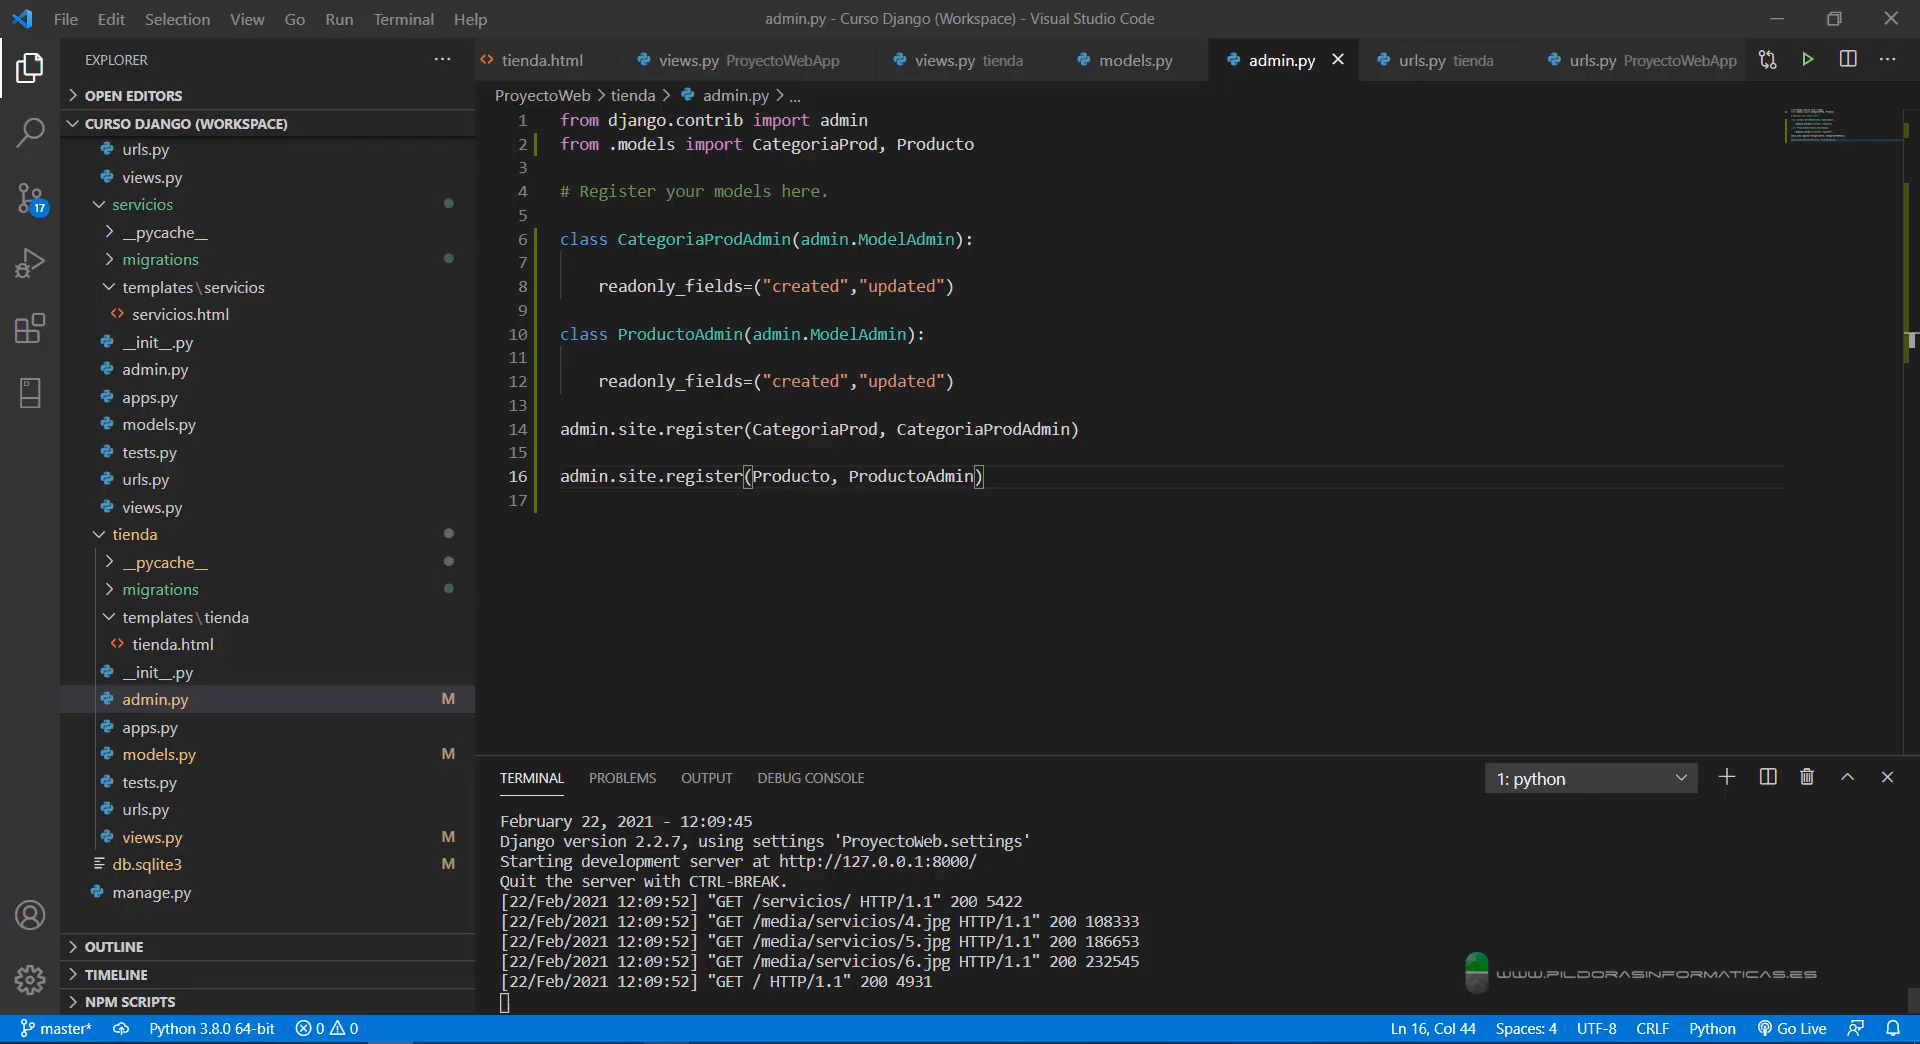 File Edit Selection View Go Run Terminal Help
admin.py - Curso Django (Workspace) - Visual Studio Code
EXPLORER
tienda.html
views.py ProyectoWebApp
views.py tienda
models.py
admin.py
urls.py tienda
urls.py ProyectoWebApp
OPEN EDITORS
CURSO DJANGO (WORKSPACE)
urls.py
views.py
servicios
__pycache__
migrations
templates\servicios
servicios.html
__init__.py
admin.py
apps.py
models.py
tests.py
urls.py
views.py
tienda
__pycache__
migrations
templates\tienda
tienda.html
__init__.py
admin.py M
apps.py
models.py M
tests.py
urls.py
views.py M
db.sqlite3 M
manage.py
OUTLINE
TIMELINE
NPM SCRIPTS
17
ProyectoWeb > tienda > admin.py > ...
1 from django.contrib import admin
2 from .models import CategoriaProd, Producto
3
4 # Register your models here.
5
6 class CategoriaProdAdmin(admin.ModelAdmin):
7
8 readonly_fields=("created","updated")
9
10 class ProductoAdmin(admin.ModelAdmin):
11
12 readonly_fields=("created","updated")
13
14 admin.site.register(CategoriaProd, CategoriaProdAdmin)
15
16 admin.site.register(Producto, ProductoAdmin)
17
TERMINAL PROBLEMS OUTPUT DEBUG CONSOLE
1: python
February 22, 2021 - 12:09:45
Django version 2.2.7, using settings 'ProyectoWeb.settings'
Starting development server at http://127.0.0.1:8000/
Quit the server with CTRL-BREAK.
[22/Feb/2021 12:09:52] "GET /servicios/ HTTP/1.1" 200 5422
[22/Feb/2021 12:09:52] "GET /media/servicios/4.jpg HTTP/1.1" 200 108333
[22/Feb/2021 12:09:52] "GET /media/servicios/5.jpg HTTP/1.1" 200 186653
[22/Feb/2021 12:09:52] "GET /media/servicios/6.jpg HTTP/1.1" 200 232545
[22/Feb/2021 12:09:52] "GET / HTTP/1.1" 200 4931
WWW.PILDORASINFORMATICAS.ES
master* Python 3.8.0 64-bit 0 0 Ln 16, Col 44 Spaces: 4 UTF-8 CRLF Python Go Live